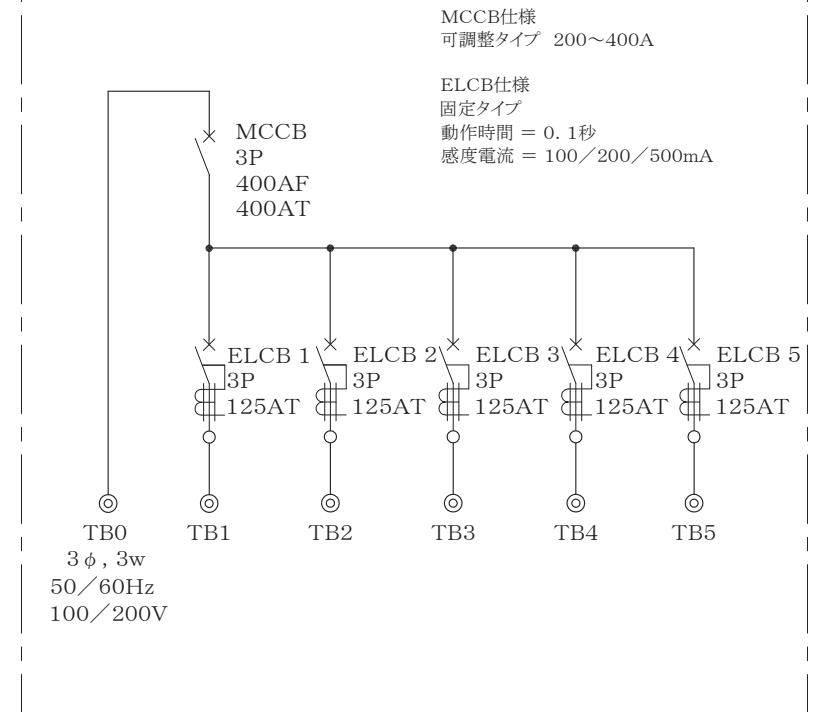 MCCB仕様
可調整タイプ 200～400A
ELCB仕様
固定タイプ
動作時間 ＝ 0. 1秒
感度電流 ＝ 100／200／500mA
MCCB
3P
400AF
400AT
ELCB 1
3P
125AT
ELCB 2
3P
125AT
ELCB 3
3P
125AT
ELCB 4
3P
125AT
ELCB 5
3P
125AT
TB0
3φ, 3w
50／60Hz
100／200V
TB1
TB2
TB3
TB4
TB5